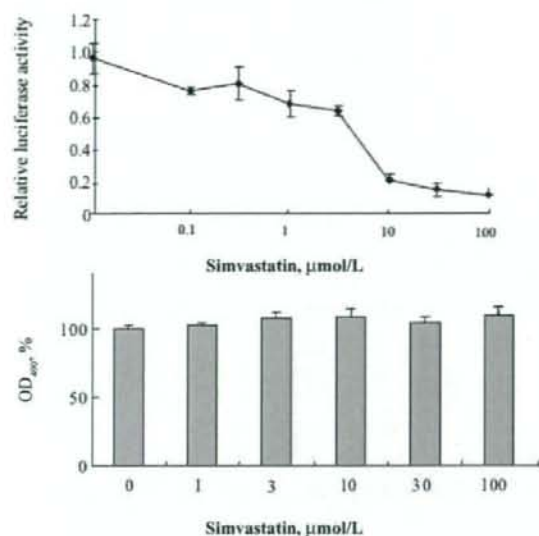 Relative luciferase activity
1.2
1.0
0.8
0.6
0.4
0.2
0
0.1 1 10 100
Simvastatin, μmol/L
OD490, %
100
50
0
0 1 3 10 30 100
Simvastatin, μmol/L